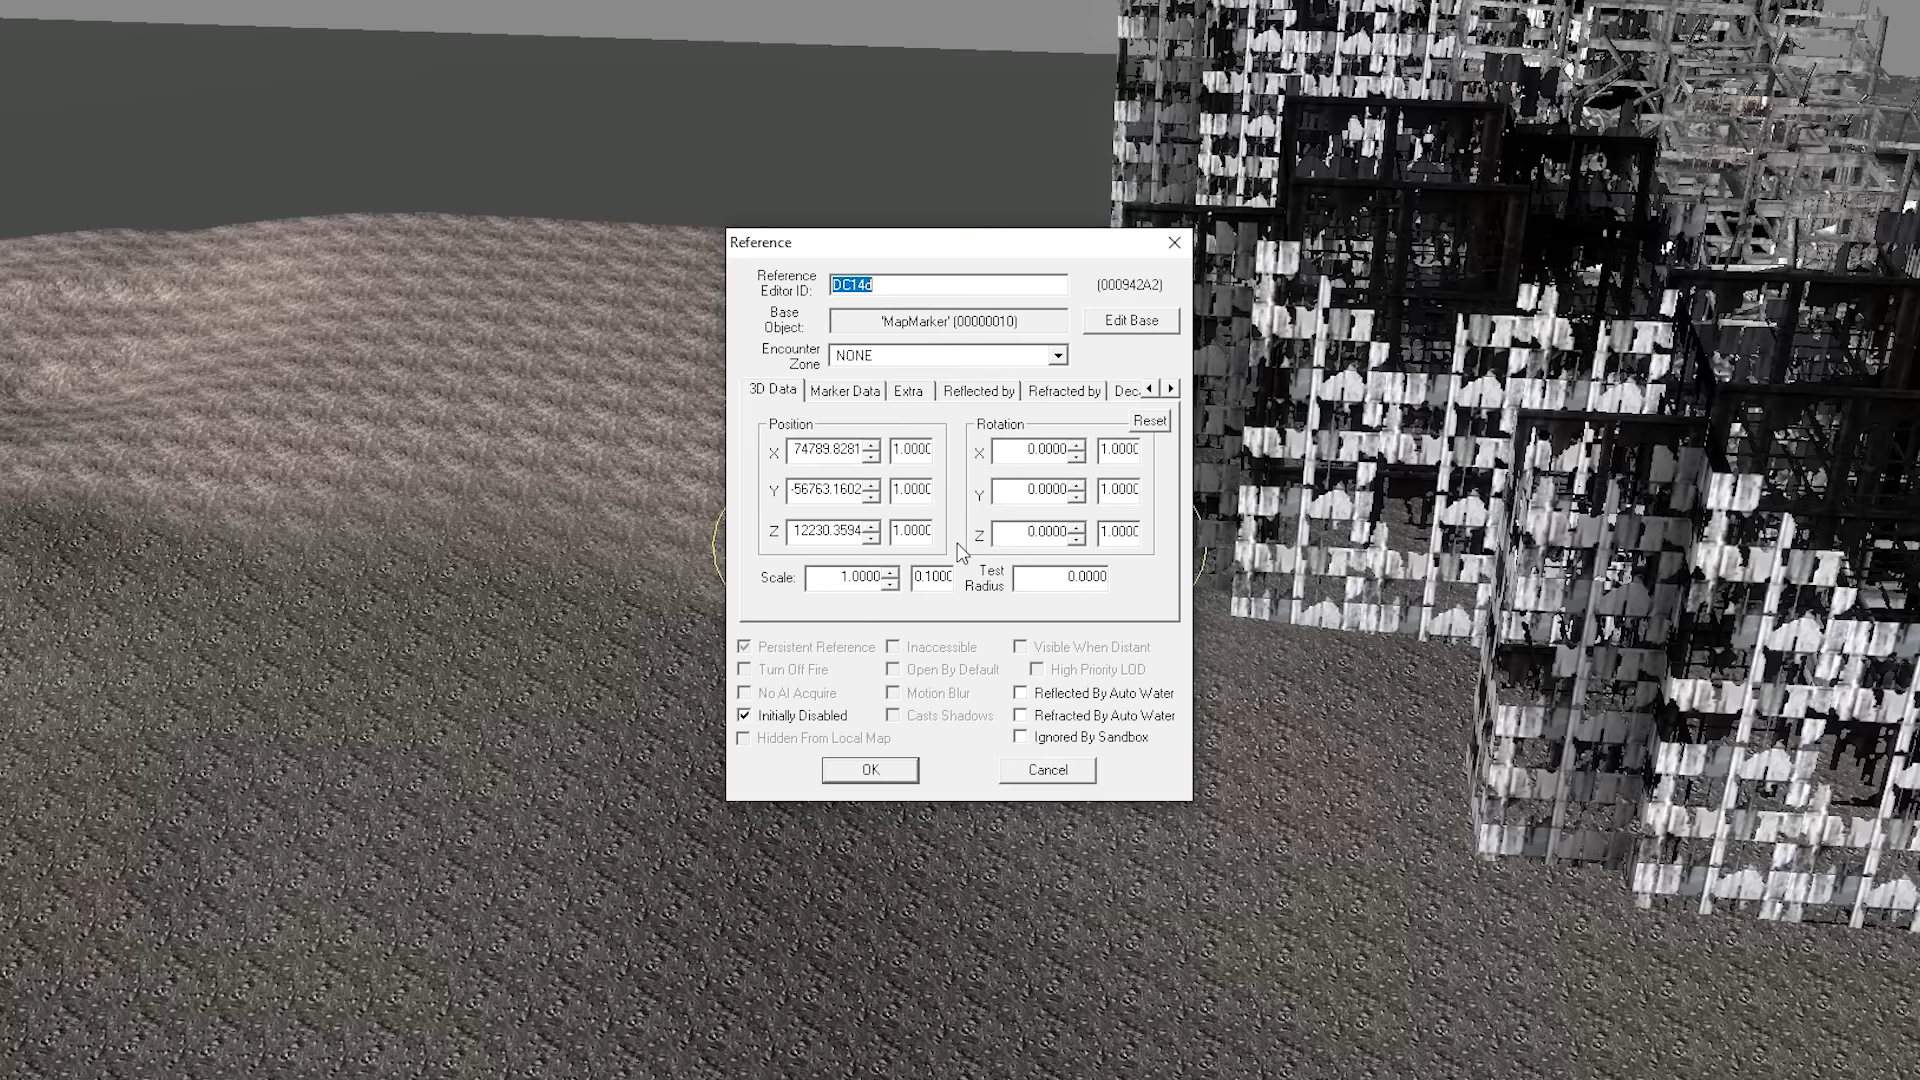 Reference
Reference Editor ID: DC14d (000942A2)
Base Object: 'MapMarker' (00000010) Edit Base
Encounter Zone NONE
3D Data Marker Data Extra Reflected by Refracted by Dec
Reset
Position Rotation
X 74789.8281 1.0000 X 0.0000 1.0000
Y -56763.1602 1.0000 Y 0.0000 1.0000
Z 12230.3594 1.0000 Z 0.0000 1.0000
Scale: 1.0000 0.1000 Test Radius 0.0000
Persistent Reference Inaccessible Visible When Distant
Turn Off Fire Open By Default High Priority LOD
No AI Acquire Motion Blur Reflected By Auto Water
Initially Disabled Casts Shadows Refracted By Auto Water
Hidden From Local Map Ignored By Sandbox
OK Cancel